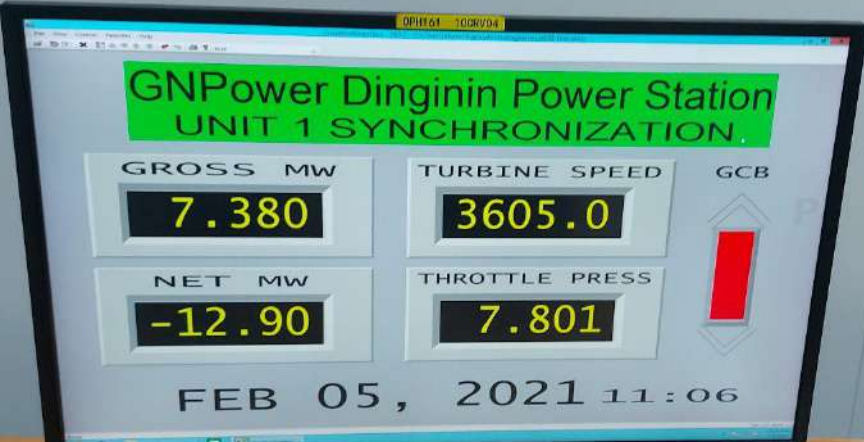 OPH161 10CRV04
GNPower Dinginin Power Station
UNIT 1 SYNCHRONIZATION
GROSS MW
TURBINE SPEED
GCB
7.380
3605.0
NET MW
THROTTLE PRESS
-12.90
7.801
FEB 05, 2021 11:06